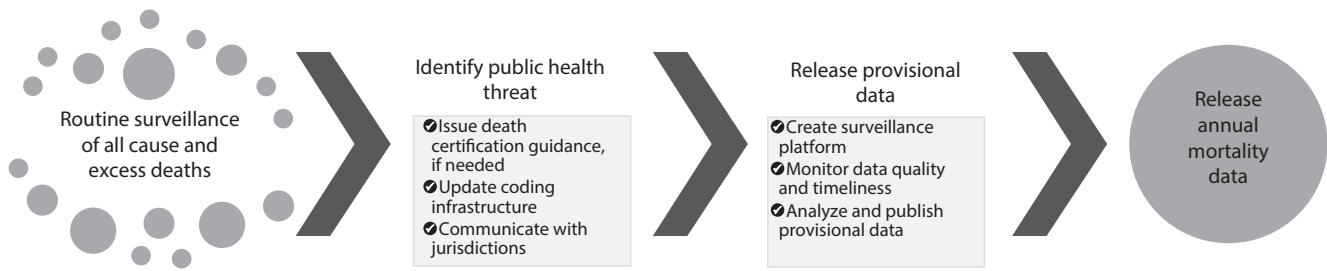 Routine surveillance
of all cause and
excess deaths
Identify public health
threat
✔Issue death
certification guidance,
if needed
✔Update coding
infrastructure
✔Communicate with
jurisdictions
Release provisional
data
✔Create surveillance
platform
✔Monitor data quality
and timeliness
✔Analyze and publish
provisional data
Release
annual
mortality
data